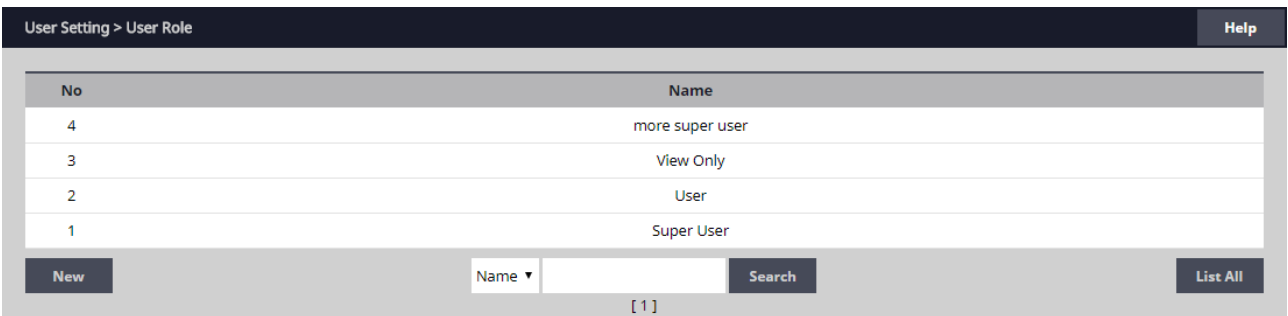 User Setting > User Role Help
No Name
4 more super user
3 View Only
2 User
1 Super User
New Name ▼ Search List All
[ 1 ]